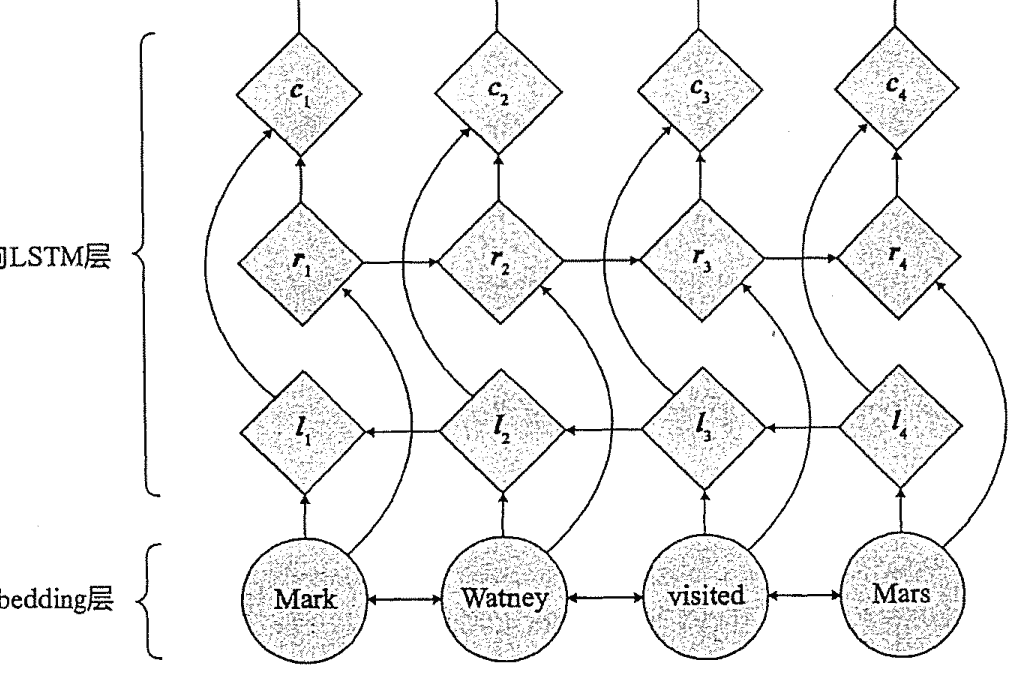 c₁ c₂ c₃ c₄
LSTM层
r₁ r₂ r₃ r₄
l₁ l₂ l₃ l₄
bedding层
Mark Watney visited Mars